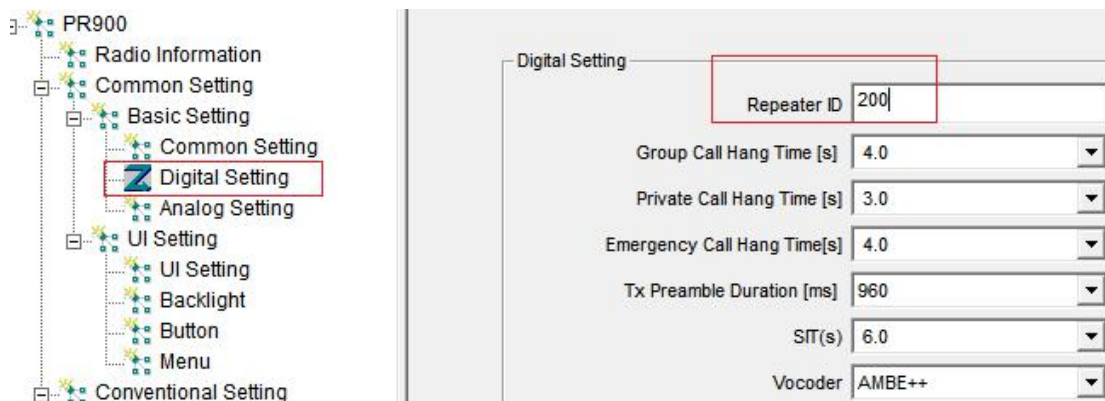 PR900
Radio Information
Common Setting
Basic Setting
Common Setting
Digital Setting
Analog Setting
UI Setting
UI Setting
Backlight
Button
Menu
Conventional Setting
Digital Setting
Repeater ID 200
Group Call Hang Time [s] 4.0
Private Call Hang Time [s] 3.0
Emergency Call Hang Time[s] 4.0
Tx Preamble Duration [ms] 960
SIT(s) 6.0
Vocoder AMBE++